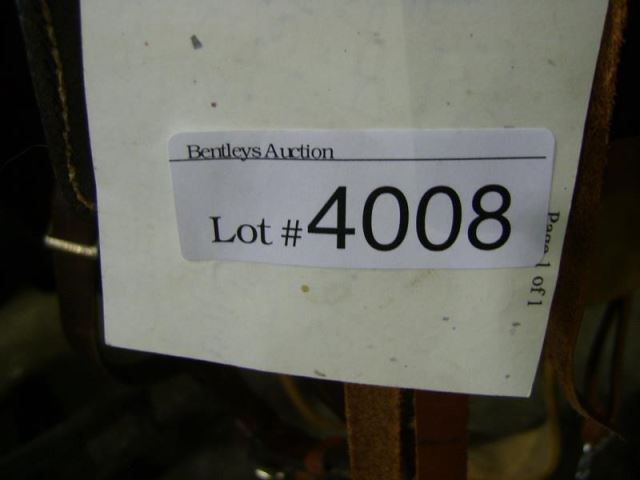 Bentleys Auction
Lot #4008
Page 1 of 1